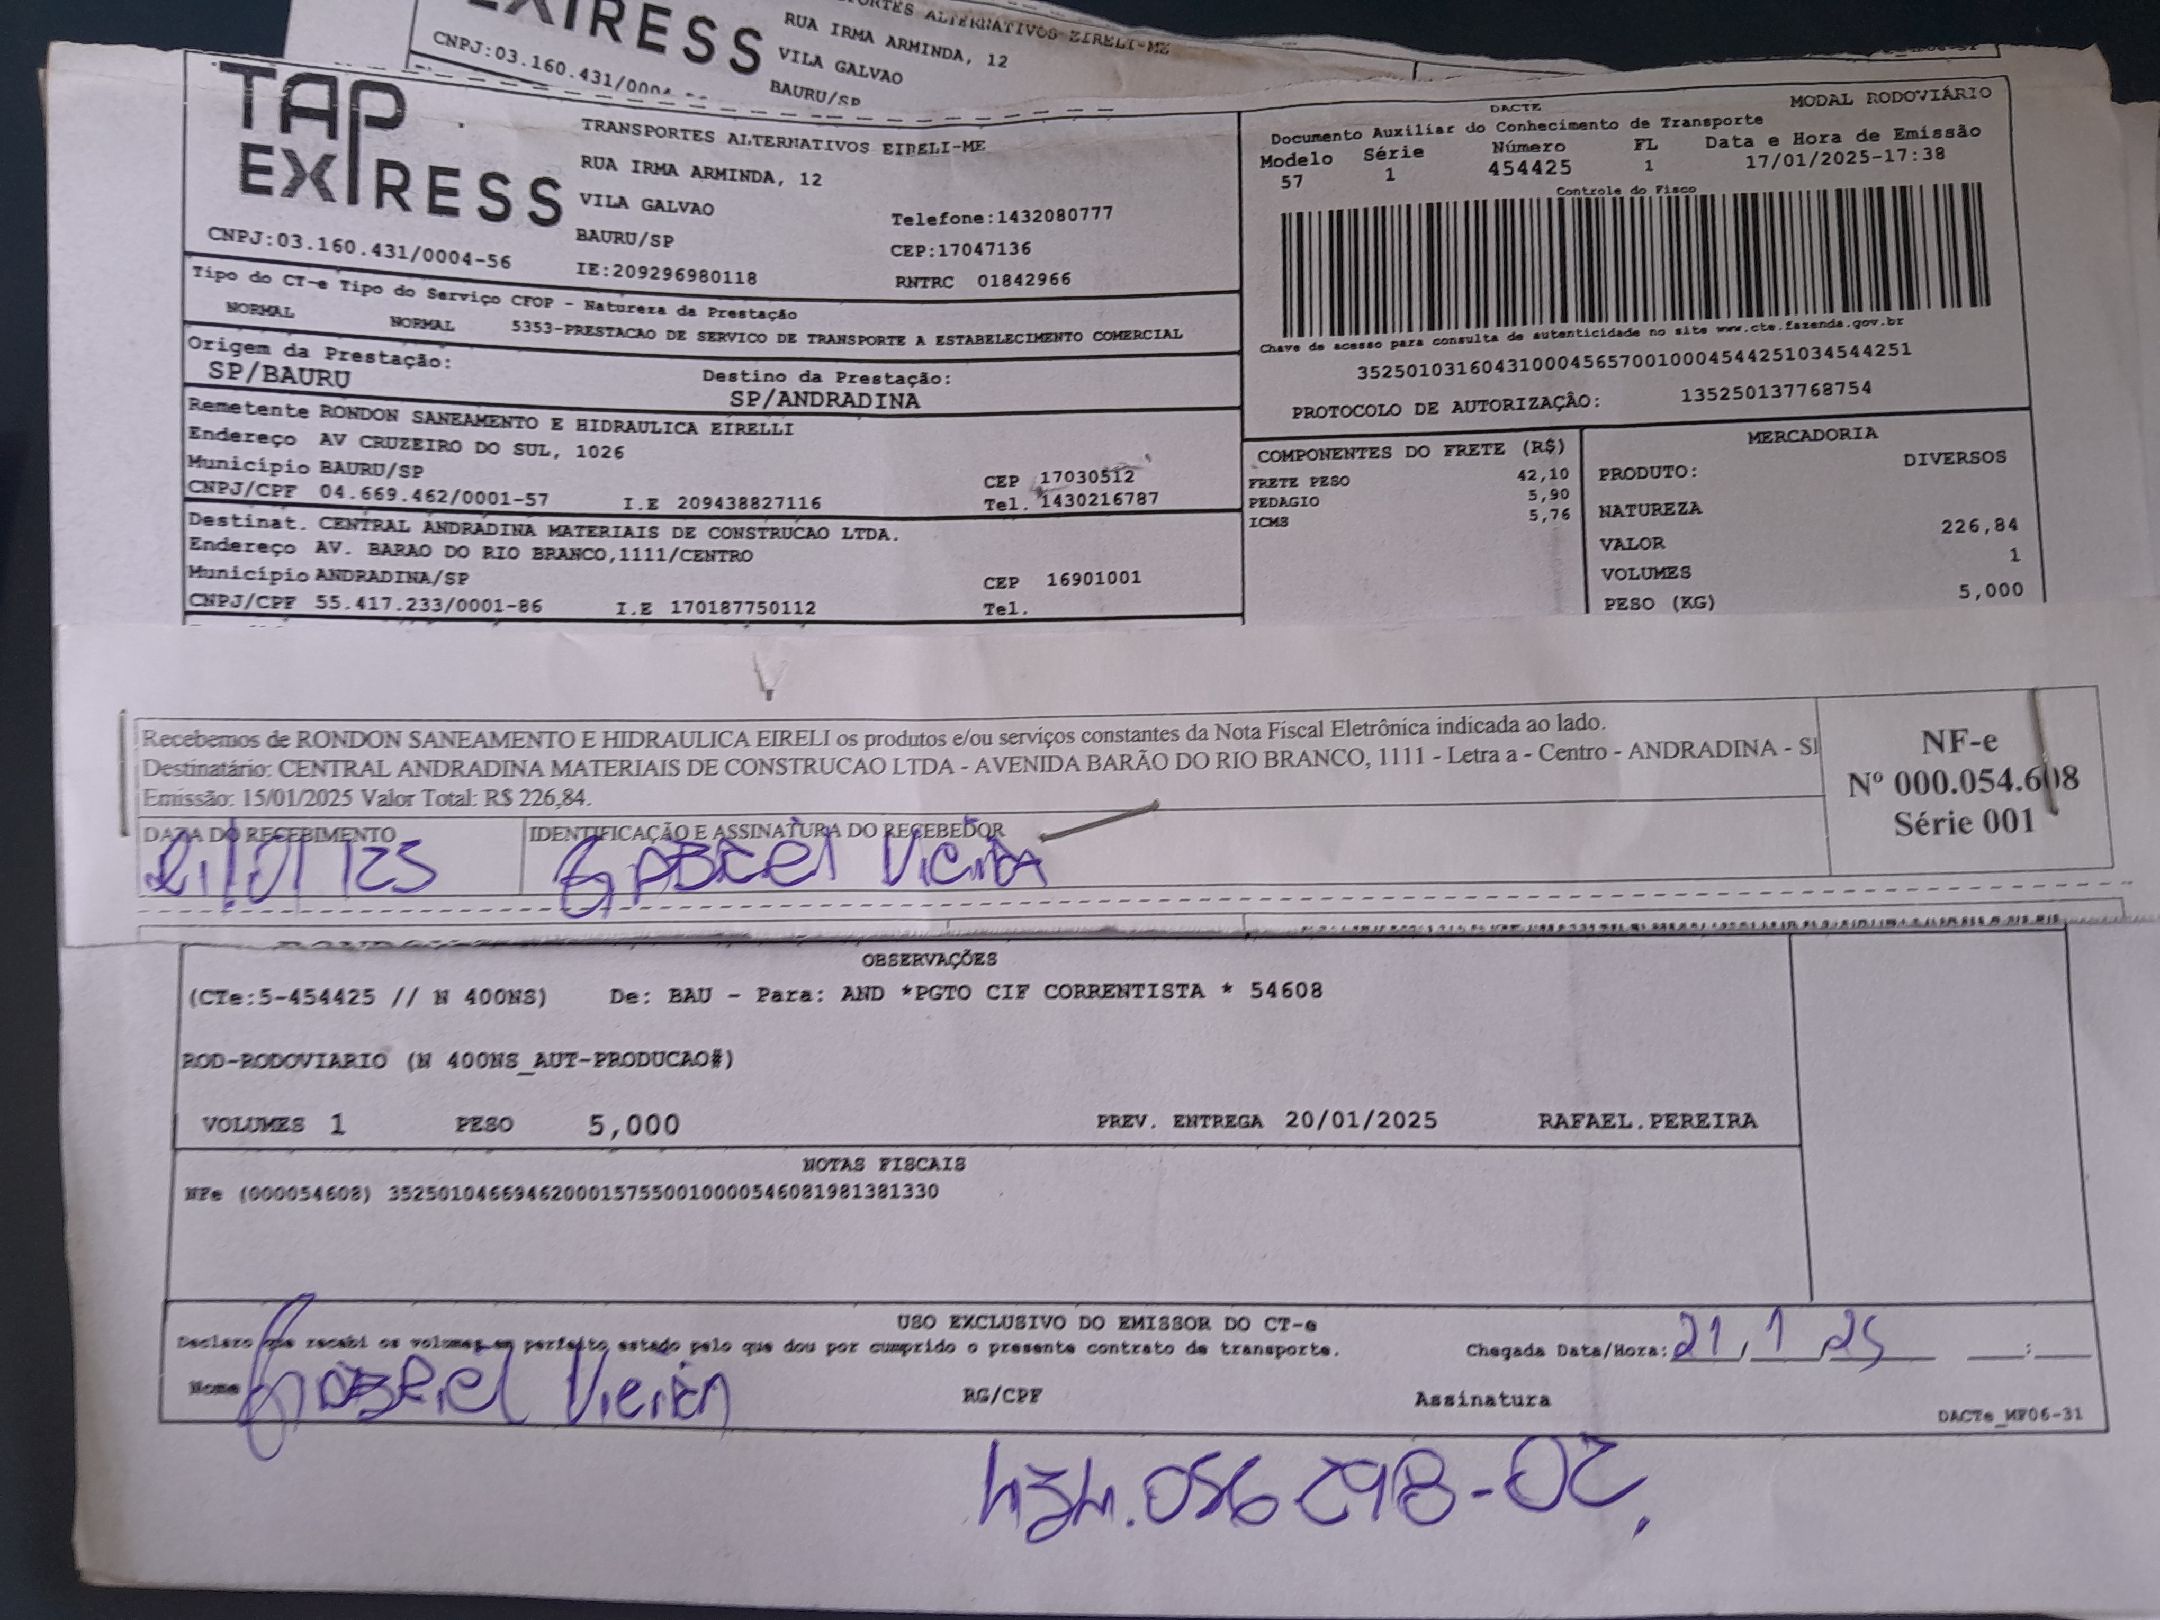 EXPRESS
CNPJ:03.160.431/0004-
ALTERNATIVOS EIRELI-ME
RUA IRMA ARMINDA, 12
VILA GALVAO
BAURU/SP
TAP EXPRESS
CNPJ:03.160.431/0004-56
TRANSPORTES ALTERNATIVOS EIRELI-ME
RUA IRMA ARMINDA, 12
VILA GALVAO
BAURU/SP
IE:209296980118
Telefone:1432080777
CEP:17047136
RNTRC 01842966
DACTE
MODAL RODOVIÁRIO
Documento Auxiliar do Conhecimento de Transporte
Modelo Série Número FL Data e Hora de Emissão
57 1 454425 1 17/01/2025-17:38
Controle do Fisco
Chave de acesso para consulta de autenticidade no site www.cte.fazenda.gov.br
35250103160431000456570010004544251034544251
PROTOCOLO DE AUTORIZAÇÃO: 135250137768754
Tipo do CT-e Tipo do Serviço CFOP - Natureza da Prestação
NORMAL NORMAL 5353-PRESTACAO DE SERVICO DE TRANSPORTE A ESTABELECIMENTO COMERCIAL
Origem da Prestação:
SP/BAURU
Destino da Prestação:
SP/ANDRADINA
Remetente RONDON SANEAMENTO E HIDRAULICA EIRELLI
Endereço AV CRUZEIRO DO SUL, 1026
Município BAURU/SP CEP 17030512
CNPJ/CPF 04.669.462/0001-57 I.E 209438827116 Tel. 1430216787
Destinat. CENTRAL ANDRADINA MATERIAIS DE CONSTRUCAO LTDA.
Endereço AV. BARAO DO RIO BRANCO,1111/CENTRO
Município ANDRADINA/SP CEP 16901001
CNPJ/CPF 55.417.233/0001-86 I.E 170187750112 Tel.
COMPONENTES DO FRETE (R$)
FRETE PESO 42,10
PEDAGIO 5,90
ICMS 5,76
MERCADORIA
PRODUTO: DIVERSOS
NATUREZA
VALOR 226,84
VOLUMES 1
PESO (KG) 5,000
Recebemos de RONDON SANEAMENTO E HIDRAULICA EIRELI os produtos e/ou serviços constantes da Nota Fiscal Eletrônica indicada ao lado.
Destinatário: CENTRAL ANDRADINA MATERIAIS DE CONSTRUCAO LTDA - AVENIDA BARÃO DO RIO BRANCO, 1111 - Letra a - Centro - ANDRADINA - SP
Emissão: 15/01/2025 Valor Total: R$ 226,84.
NF-e
Nº 000.054.608
Série 001
DATA DO RECEBIMENTO
21/01/25
IDENTIFICAÇÃO E ASSINATURA DO RECEBEDOR
Gabriel Vieira
OBSERVAÇÕES
(CTe:5-454425 // N 400NS) De: BAU - Para: AND *PGTO CIF CORRENTISTA * 54608
ROD-RODOVIARIO (N 400NS_AUT-PRODUCAO#)
VOLUMES 1 PESO 5,000 PREV. ENTREGA 20/01/2025 RAFAEL.PEREIRA
NOTAS FISCAIS
NFe (000054608) 35250104669462000157550010000546081981381330
USO EXCLUSIVO DO EMISSOR DO CT-e
Declaro que recebi os volumes em perfeito estado pelo que dou por cumprido o presente contrato de transporte.
Chegada Data/Hora: 21/1/25 :
Nome Gabriel Vieira RG/CPF Assinatura
DACTe_MF06-31
434.056298-02